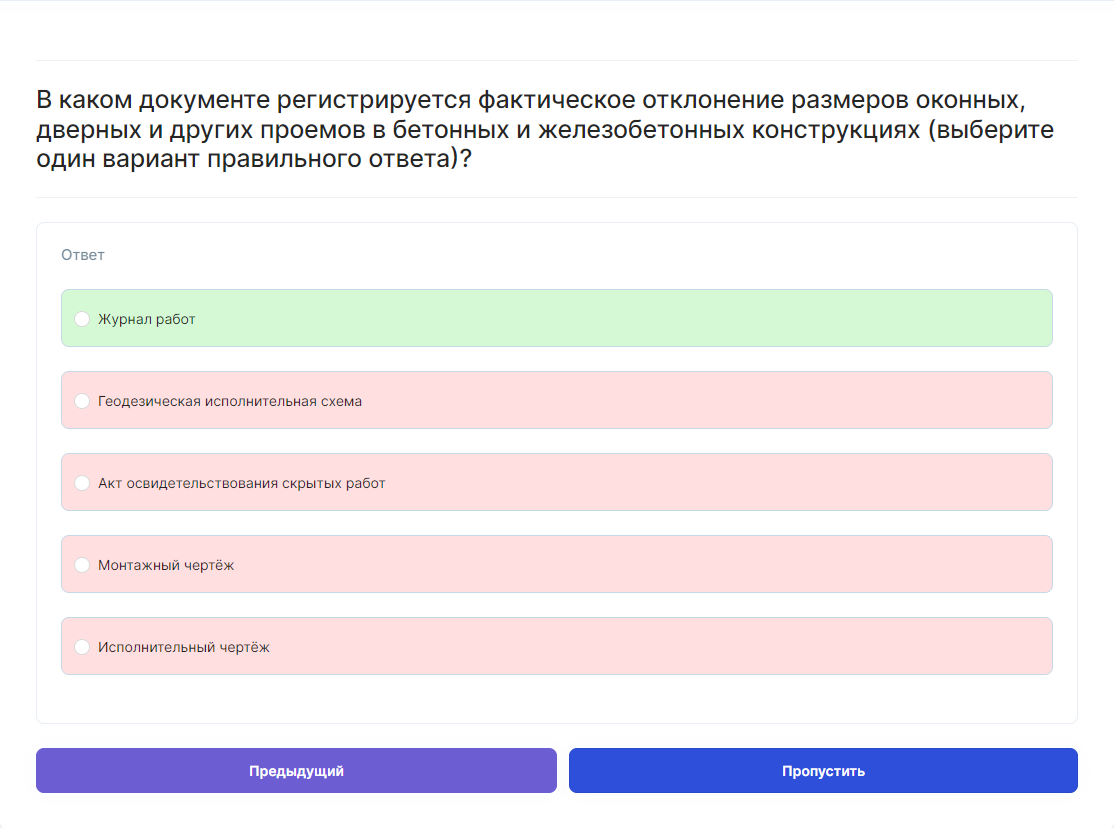 В каком документе регистрируется фактическое отклонение размеров оконных,
дверных и других проемов в бетонных и железобетонных конструкциях (выберите
один вариант правильного ответа)?
Ответ
Журнал работ
Геодезическая исполнительная схема
Акт освидетельствования скрытых работ
Монтажный чертёж
Исполнительный чертёж
Предыдущий
Пропустить